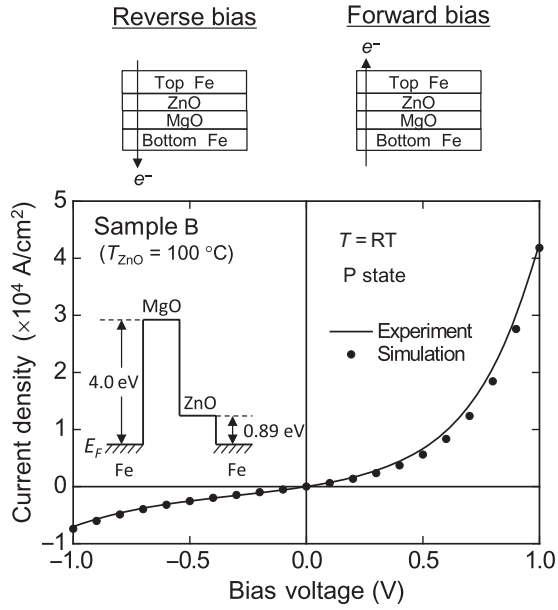 Reverse bias
Forward bias
e⁻
Top Fe
ZnO
MgO
Bottom Fe
e⁻
Top Fe
ZnO
MgO
Bottom Fe
Current density (×10⁴ A/cm²)
5
4
3
2
1
0
−1
Sample B
(T_ZnO = 100 °C)
MgO
4.0 eV
ZnO
0.89 eV
E_F
Fe
Fe
T = RT
P state
Experiment
Simulation
−1.0
−0.5
0.0
0.5
1.0
Bias voltage (V)